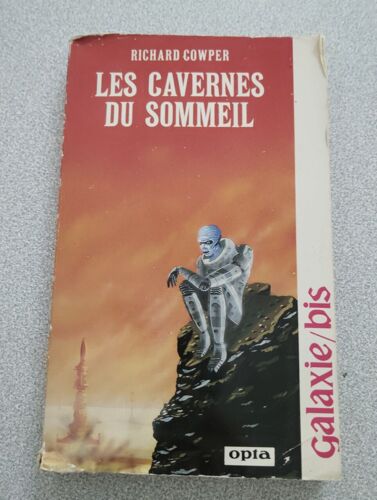 RICHARD COWPER
LES CAVERNES
DU SOMMEIL
galaxie/bis
opta